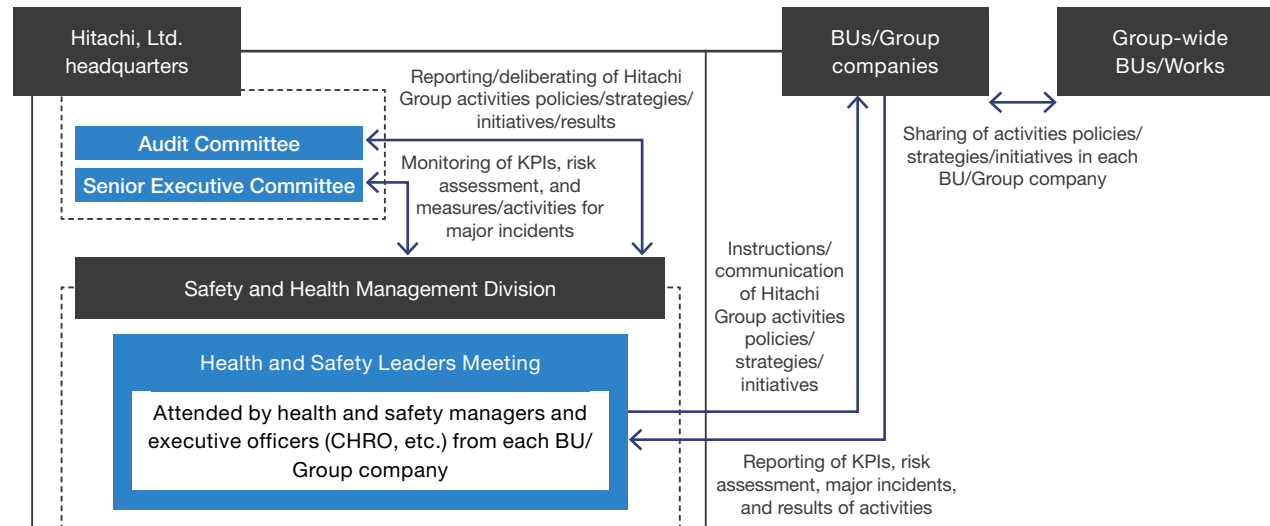 Hitachi, Ltd.
headquarters
BUs/Group
companies
Group-wide
BUs/Works
Reporting/deliberating of Hitachi
Group activities policies/strategies/
initiatives/results
Audit Committee
Senior Executive Committee
Monitoring of KPIs, risk
assessment, and
measures/activities for
major incidents
Sharing of activities policies/
strategies/initiatives in each
BU/Group company
Safety and Health Management Division
Instructions/
communication
of Hitachi
Group activities
policies/
strategies/
initiatives
Health and Safety Leaders Meeting
Attended by health and safety managers and
executive officers (CHRO, etc.) from each BU/
Group company
Reporting of KPIs, risk
assessment, major incidents,
and results of activities